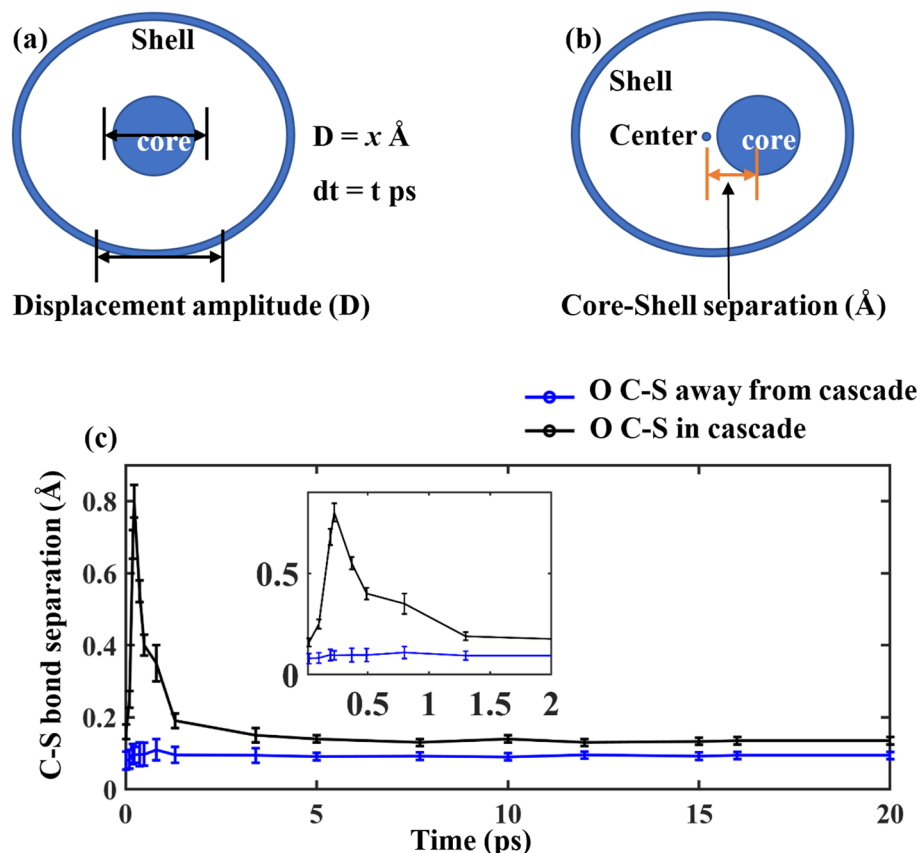 (a)
Shell
core
D = x Å
dt = t ps
Displacement amplitude (D)
(b)
Shell
Center
core
Core-Shell separation (Å)
O C-S away from cascade
O C-S in cascade
(c)
C-S bond separation (Å)
0.8
0.6
0.4
0.2
0
0.5
0
0.5
1
1.5
2
0
5
10
15
20
Time (ps)